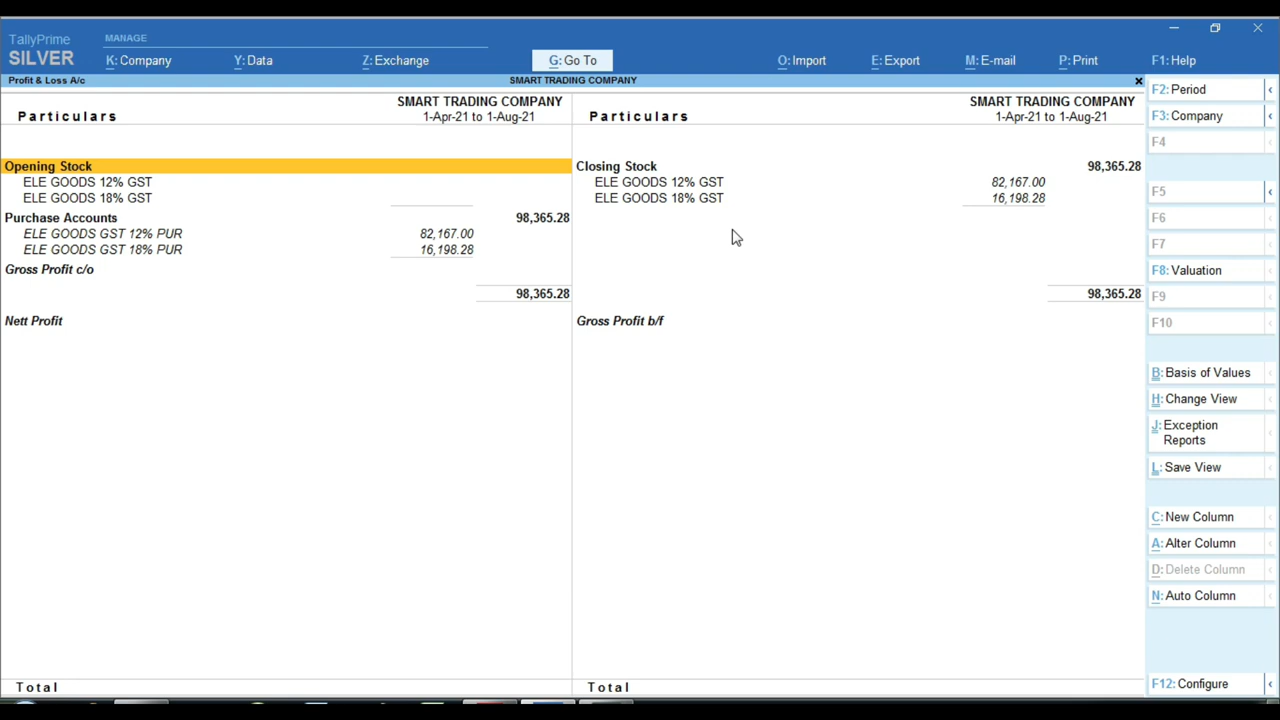 TallyPrime
SILVER
MANAGE
K: Company
Y: Data
Z: Exchange
G: Go To
O: Import
E: Export
M: E-mail
P: Print
F1: Help
Profit & Loss A/c
SMART TRADING COMPANY
Particulars
SMART TRADING COMPANY
1-Apr-21 to 1-Aug-21
Opening Stock
ELE GOODS 12% GST
ELE GOODS 18% GST
Purchase Accounts 98,365.28
ELE GOODS GST 12% PUR 82,167.00
ELE GOODS GST 18% PUR 16,198.28
Gross Profit c/o
98,365.28
Nett Profit
Total
Particulars
SMART TRADING COMPANY
1-Apr-21 to 1-Aug-21
Closing Stock 98,365.28
ELE GOODS 12% GST 82,167.00
ELE GOODS 18% GST 16,198.28
98,365.28
Gross Profit b/f
Total
F2: Period
F3: Company
F4
F5
F6
F7
F8: Valuation
F9
F10
B: Basis of Values
H: Change View
J: Exception
Reports
L: Save View
C: New Column
A: Alter Column
D: Delete Column
N: Auto Column
F12: Configure